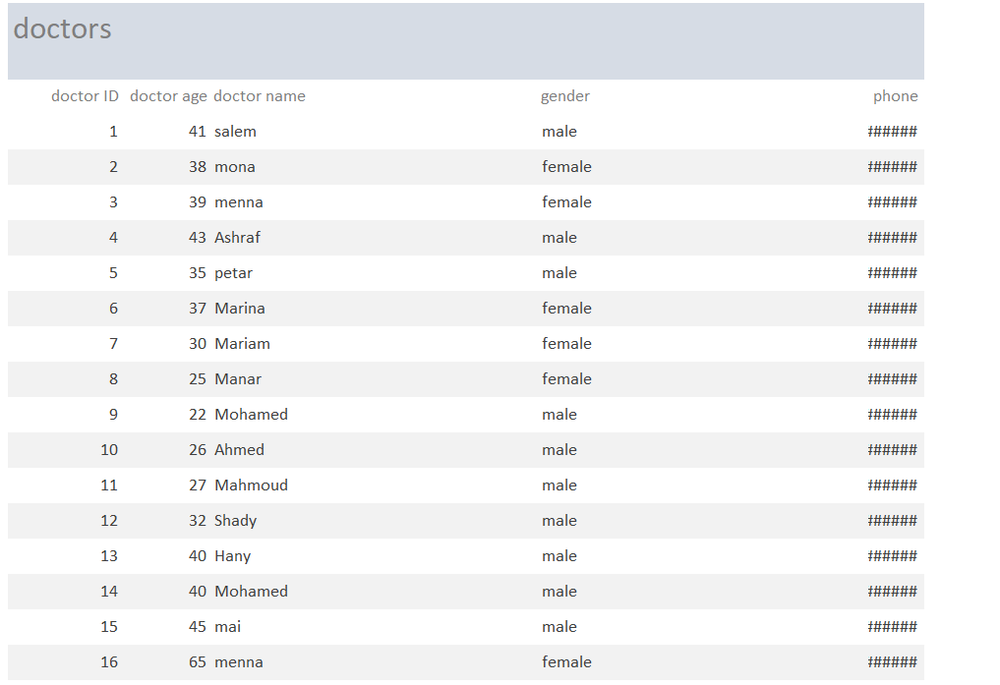 doctors
doctor ID doctor age doctor name gender phone
1 41 salem male ######
2 38 mona female ######
3 39 menna female ######
4 43 Ashraf male ######
5 35 petar male ######
6 37 Marina female ######
7 30 Mariam female ######
8 25 Manar female ######
9 22 Mohamed male ######
10 26 Ahmed male ######
11 27 Mahmoud male ######
12 32 Shady male ######
13 40 Hany male ######
14 40 Mohamed male ######
15 45 mai male ######
16 65 menna female ######